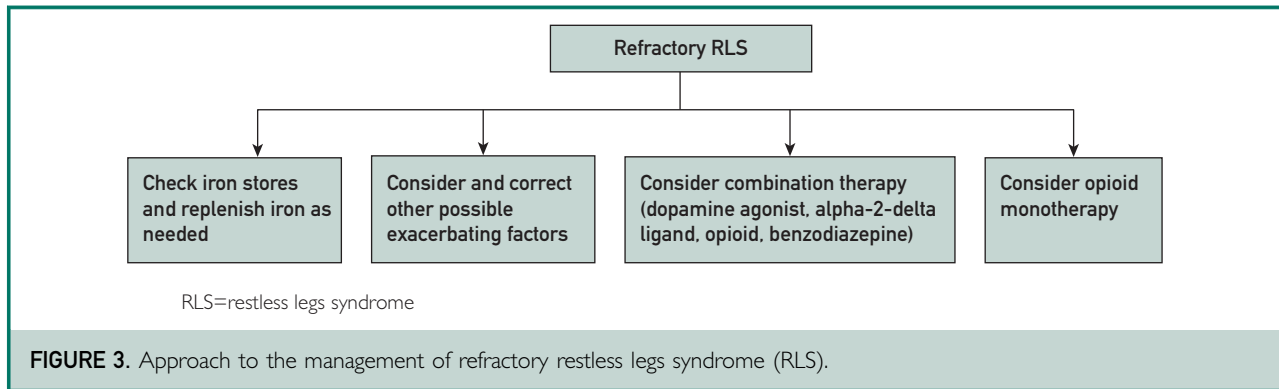 Refractory RLS
Check iron stores
and replenish iron as
needed
Consider and correct
other possible
exacerbating factors
Consider combination therapy
(dopamine agonist, alpha-2-delta
ligand, opioid, benzodiazepine)
Consider opioid
monotherapy
RLS=restless legs syndrome
FIGURE 3. Approach to the management of refractory restless legs syndrome (RLS).